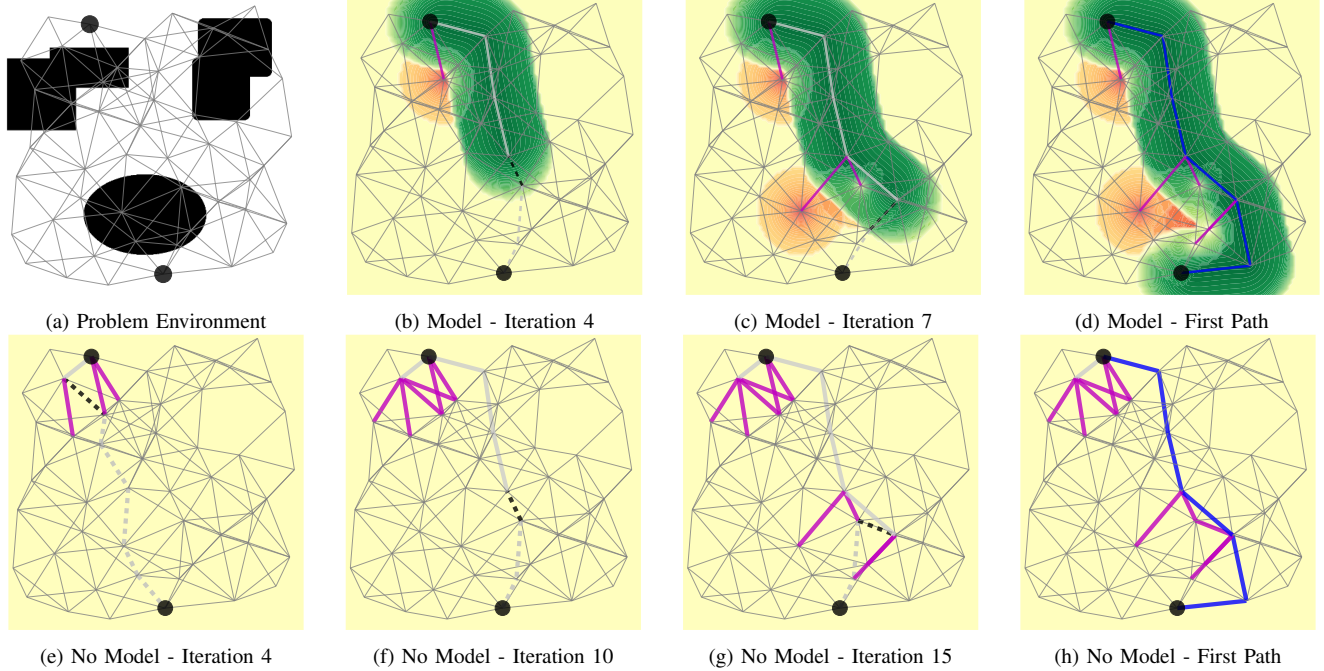 (a) Problem Environment
(b) Model - Iteration 4
(c) Model - Iteration 7
(d) Model - First Path
(e) No Model - Iteration 4
(f) No Model - Iteration 10
(g) No Model - Iteration 15
(h) No Model - First Path